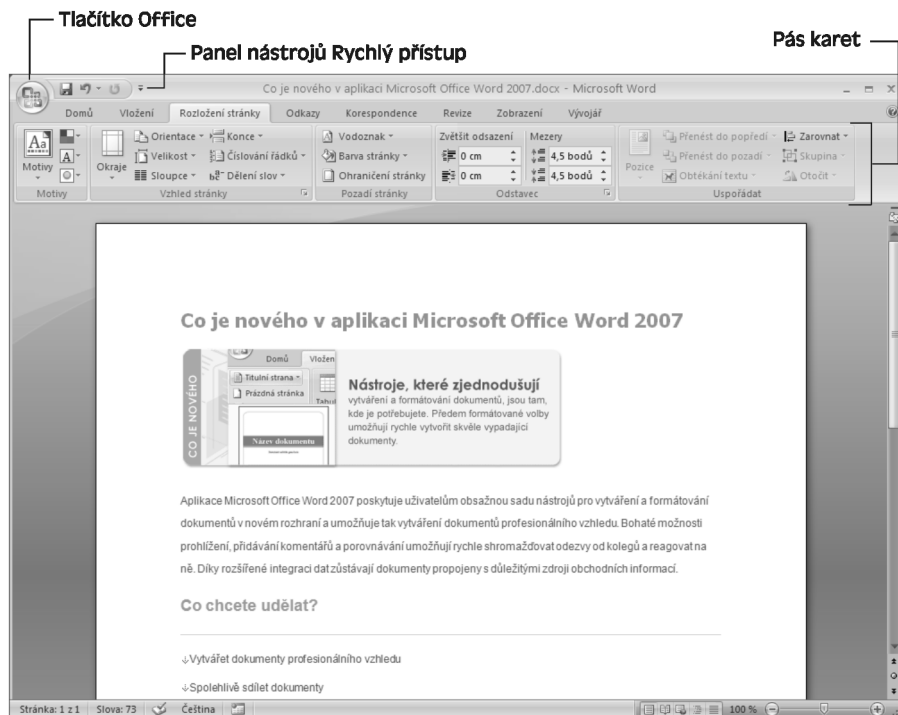 Tlačítko Office
Panel nástrojů Rychlý přístup
Pás karet
Co je nového v aplikaci Microsoft Office Word 2007.docx - Microsoft Word
Domů Vložení Rozložení stránky Odkazy Korespondence Revize Zobrazení Vývojář
Aa Motivy A Motivy
Okraje Orientace Velikost Sloupce Konce Číslování řádků Dělení slov Vzhled stránky
Vodoznak Barva stránky Ohraničení stránky Pozadí stránky
Zvětšit odsazení Mezery
0 cm 4,5 bodů
0 cm 4,5 bodů
Odstavec
Pozice Přenést do popředí Přenést do pozadí Obtékání textu Zarovnat Skupina Otočit Uspořádat
Co je nového v aplikaci Microsoft Office Word 2007
CO JE NOVÉHO
Domů Vložen
Titulní strana
Prázdná stránka
Tabul
Název dokumentu
Nástroje, které zjednodušují
vytváření a formátování dokumentů, jsou tam,
kde je potřebujete. Předem formátované volby
umožňují rychle vytvořit skvěle vypadající
dokumenty.
Aplikace Microsoft Office Word 2007 poskytuje uživatelům obsažnou sadu nástrojů pro vytváření a formátování
dokumentů v novém rozhraní a umožňuje tak vytváření dokumentů profesionálního vzhledu. Bohaté možnosti
prohlížení, přidávání komentářů a porovnávání umožňují rychle shromažďovat odezvy od kolegů a reagovat na
ně. Díky rozšířené integraci dat zůstávají dokumenty propojeny s důležitými zdroji obchodních informací.
Co chcete udělat?
↓Vytvářet dokumenty profesionálního vzhledu
↓Spolehlivě sdílet dokumenty
Stránka: 1 z 1 Slova: 73 Čeština 100 %